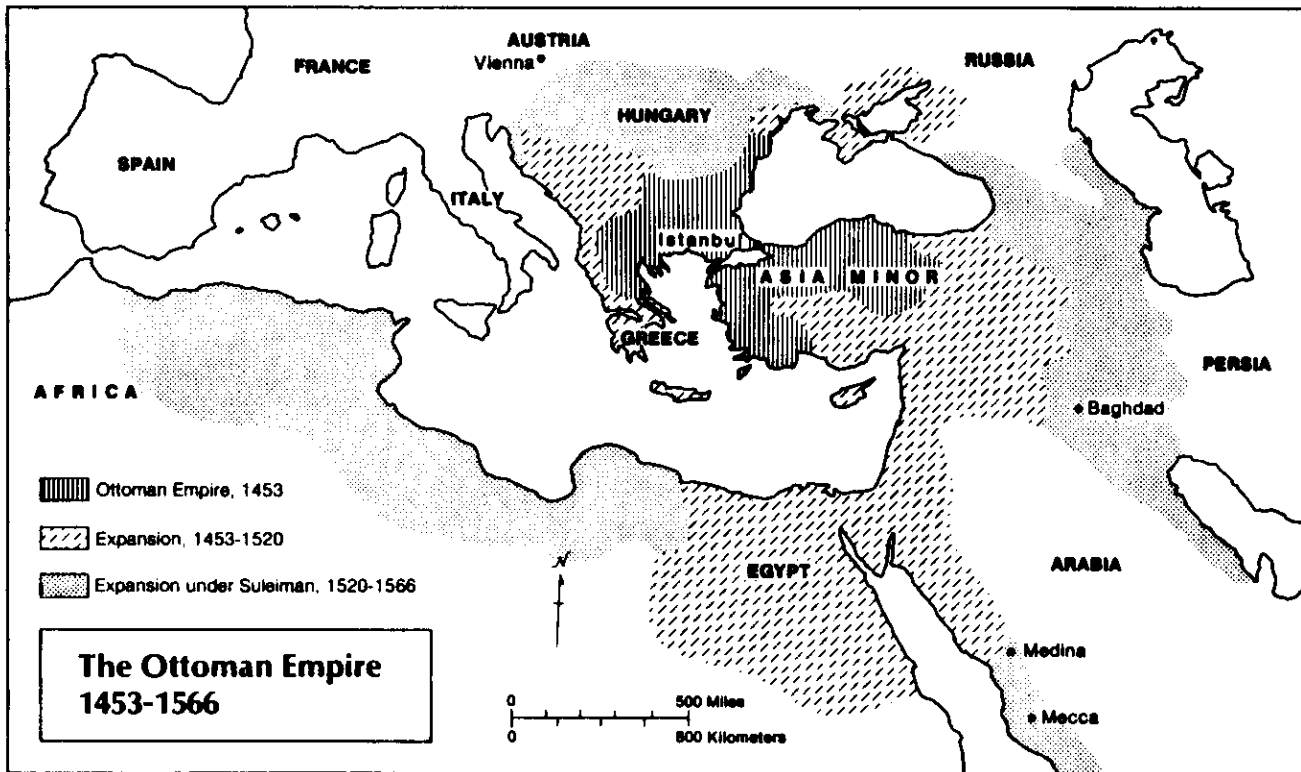 AUSTRIA
Vienna
FRANCE
RUSSIA
HUNGARY
SPAIN
ITALY
Istanbul
ASIA MINOR
GREECE
PERSIA
AFRICA
Baghdad
Ottoman Empire, 1453
Expansion, 1453-1520
Expansion under Suleiman, 1520-1566
N
EGYPT
ARABIA
Medina
Mecca
The Ottoman Empire
1453-1566
0 500 Miles
0 800 Kilometers